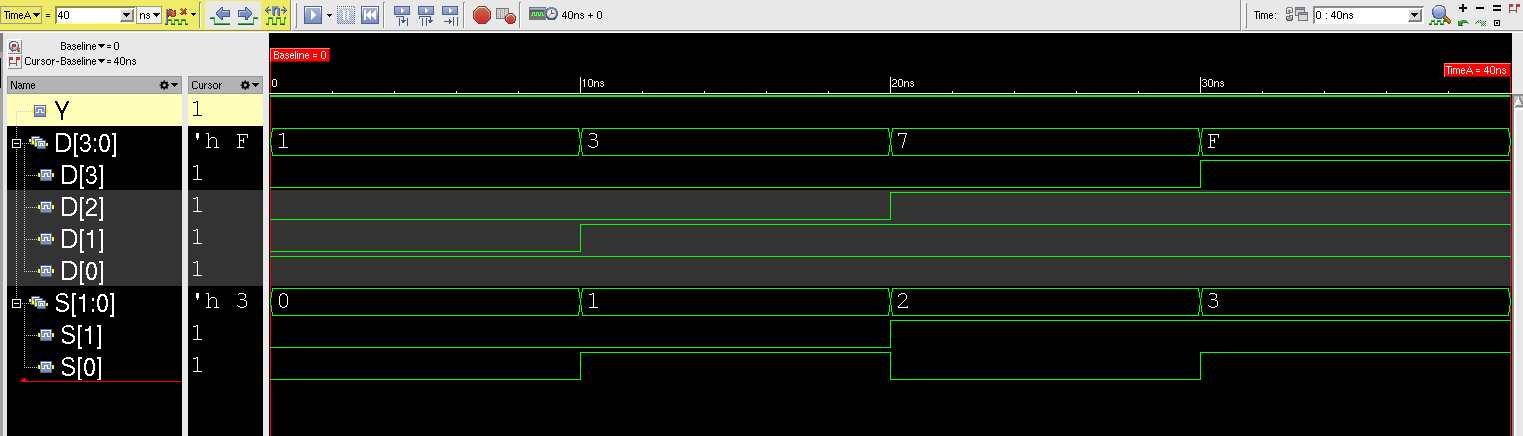 TimeA = 40 ns 40ns + 0 Time: 0 : 40ns
Baseline = 0
Cursor-Baseline = 40ns
Baseline = 0
TimeA = 40ns
Name Cursor 0 10ns 20ns 30ns
Y 1
D[3:0] 'h F 1 3 7 F
D[3] 1
D[2] 1
D[1] 1
D[0] 1
S[1:0] 'h 3 0 1 2 3
S[1] 1
S[0] 1